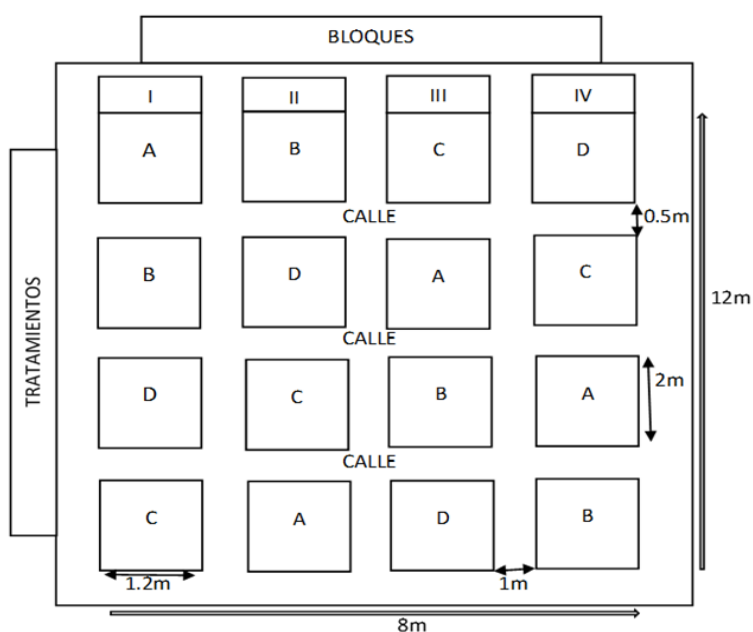 BLOQUES
I II III IV
A B C D
CALLE
0.5m
B D A C
12m
CALLE
TRATAMIENTOS
D C B A
2m
CALLE
C A D B
1.2m
1m
8m